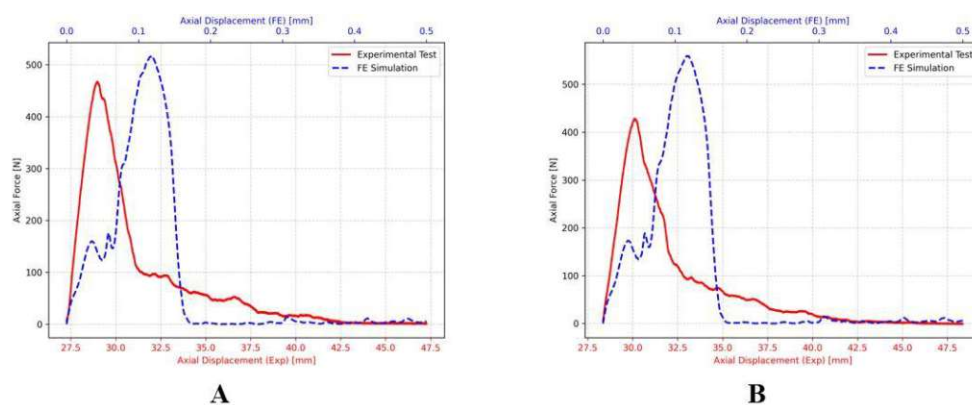 Axial Displacement (FE) [mm]
0.0 0.1 0.2 0.3 0.4 0.5
500
400
300
200
100
0
Axial Force [N]
Experimental Test
FE Simulation
27.5 30.0 32.5 35.0 37.5 40.0 42.5 45.0 47.5
Axial Displacement (Exp) [mm]
A
Axial Displacement (FE) [mm]
0.0 0.1 0.2 0.3 0.4 0.5
500
400
300
200
100
0
Axial Force [N]
Experimental Test
FE Simulation
27.5 30.0 32.5 35.0 37.5 40.0 42.5 45.0 47.5
Axial Displacement (Exp) [mm]
B